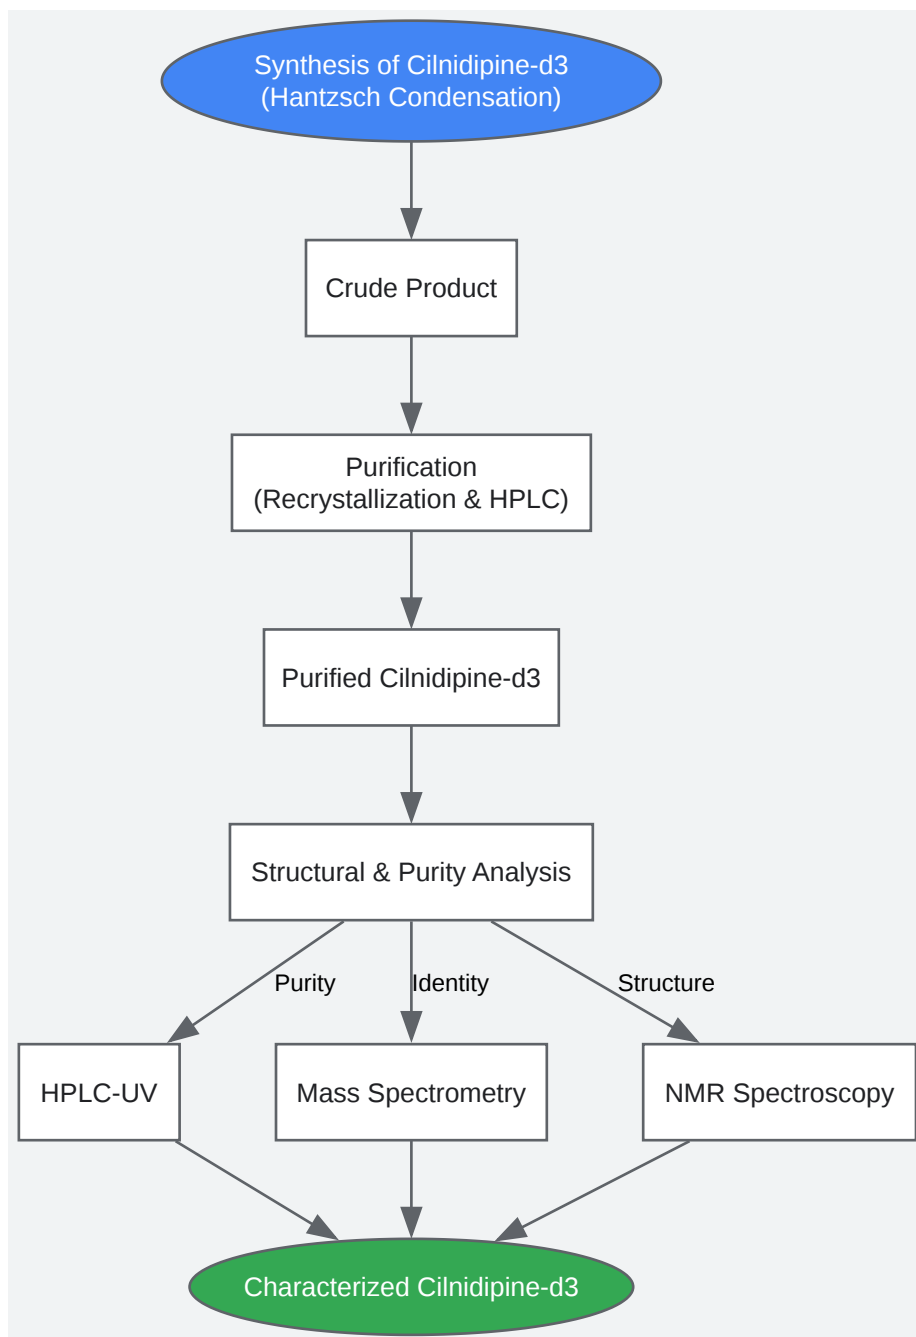 Synthesis of Cilnidipine-d3
(Hantzsch Condensation)
Crude Product
Purification
(Recrystallization & HPLC)
Purified Cilnidipine-d3
Structural & Purity Analysis
Purity
Identity
Structure
HPLC-UV
Mass Spectrometry
NMR Spectroscopy
Characterized Cilnidipine-d3